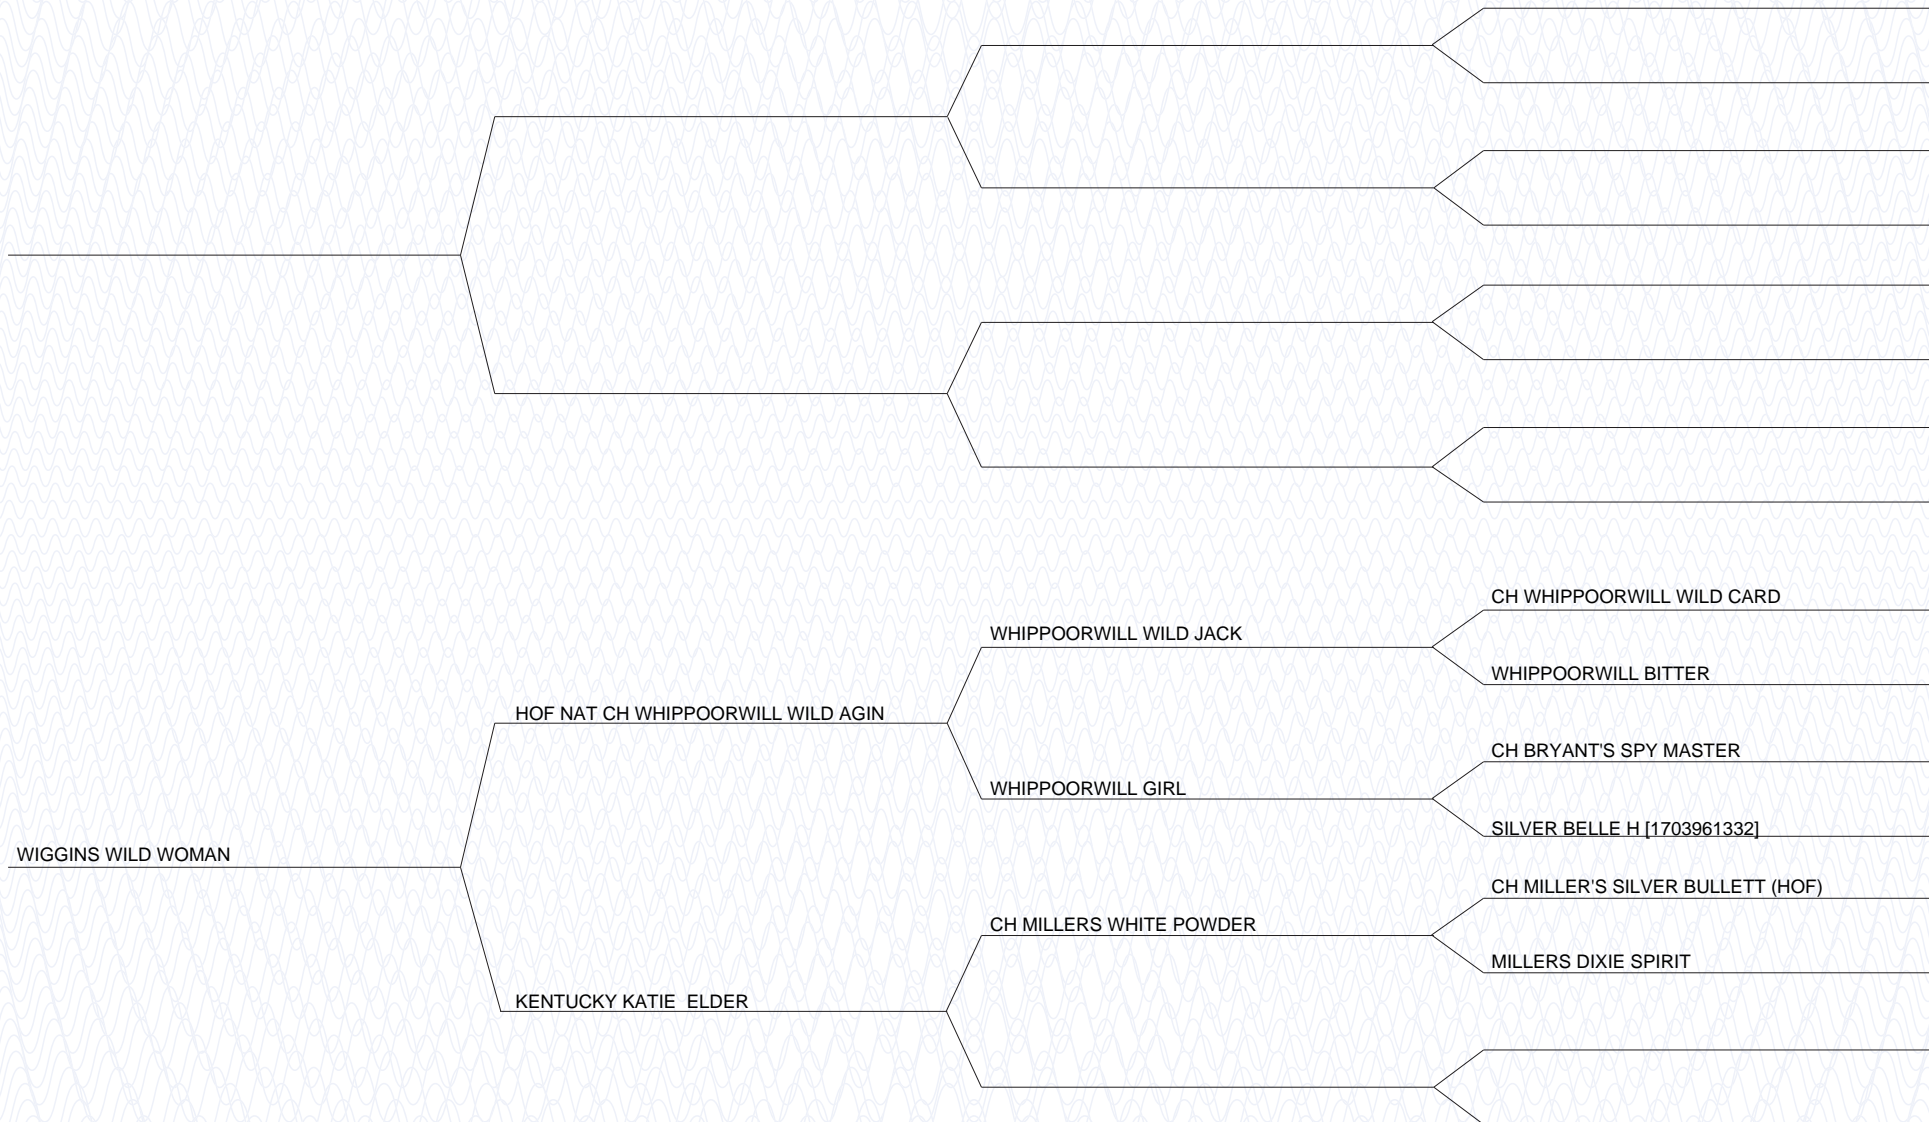 CH WHIPPOORWILL WILD CARD
WHIPPOORWILL WILD JACK
WHIPPOORWILL BITTER
HOF NAT CH WHIPPOORWILL WILD AGIN
CH BRYANT'S SPY MASTER
WHIPPOORWILL GIRL
SILVER BELLE H [1703961332]
WIGGINS WILD WOMAN
CH MILLER'S SILVER BULLETT (HOF)
CH MILLERS WHITE POWDER
MILLERS DIXIE SPIRIT
KENTUCKY KATIE  ELDER